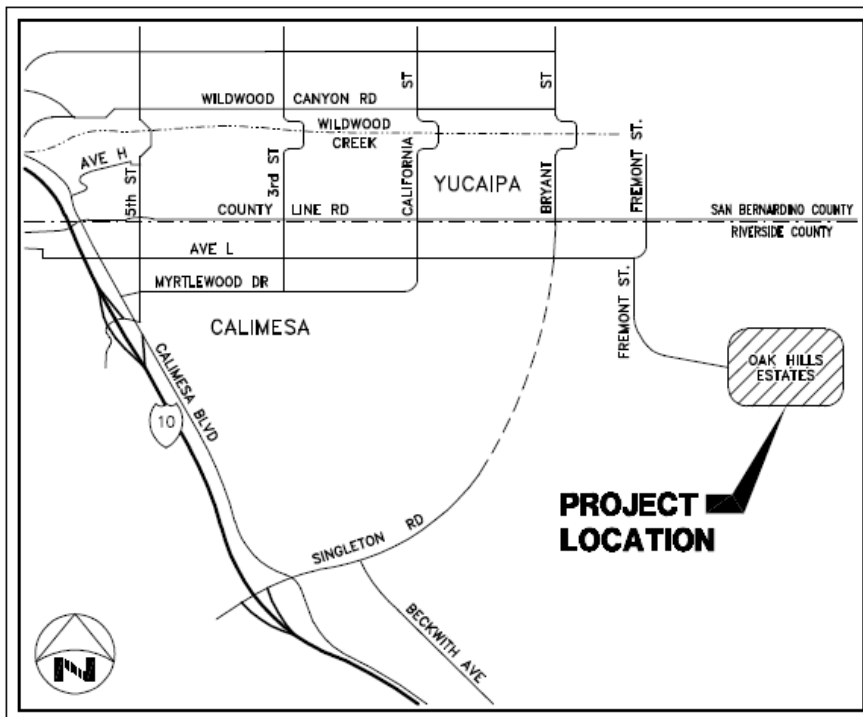 ST
ST
WILDWOOD CANYON RD
WILDWOOD
CREEK
FREMONT ST.
AVE H
5th ST
3rd ST
CALIFORNIA
YUCAIPA
BRYANT
COUNTY LINE RD
SAN BERNARDINO COUNTY
RIVERSIDE COUNTY
AVE L
MYRTLEWOOD DR
FREMONT ST.
CALIMESA
OAK HILLS
ESTATES
CALIMESA BLVD
10
PROJECT
LOCATION
SINGLETON RD
BECKWITH AVE
N